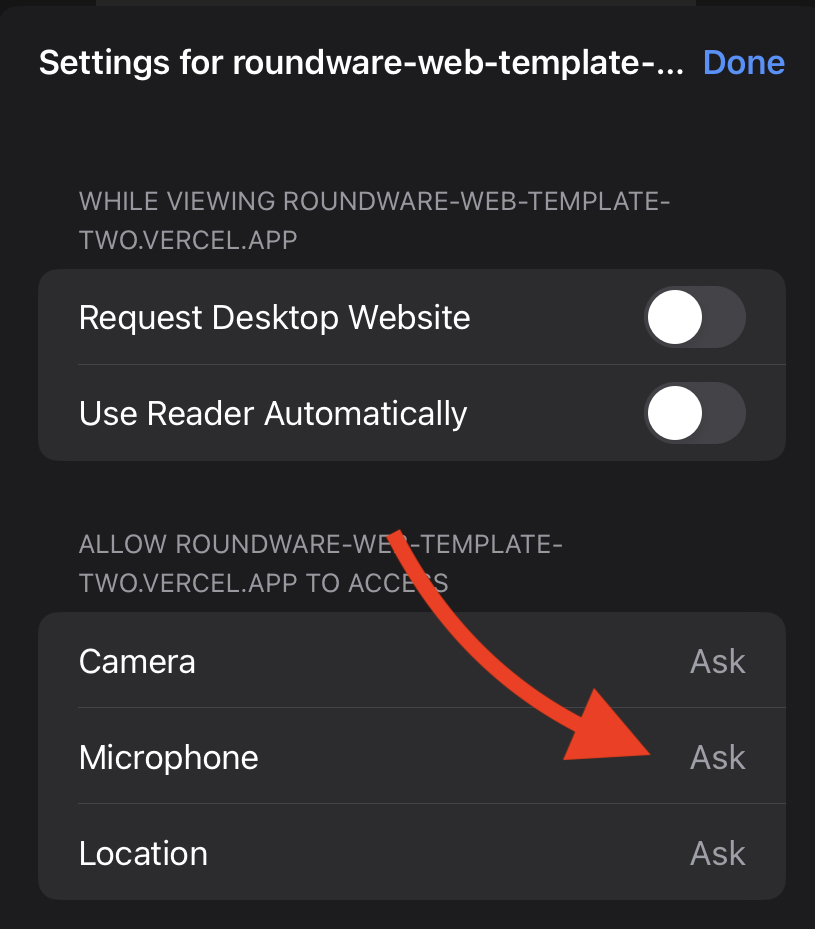 Settings for roundware-web-template-... Done
WHILE VIEWING ROUNDWARE-WEB-TEMPLATE-
TWO.VERCEL.APP
Request Desktop Website
Use Reader Automatically
ALLOW ROUNDWARE-WEB-TEMPLATE-
TWO.VERCEL.APP TO ACCESS
Camera Ask
Microphone Ask
Location Ask